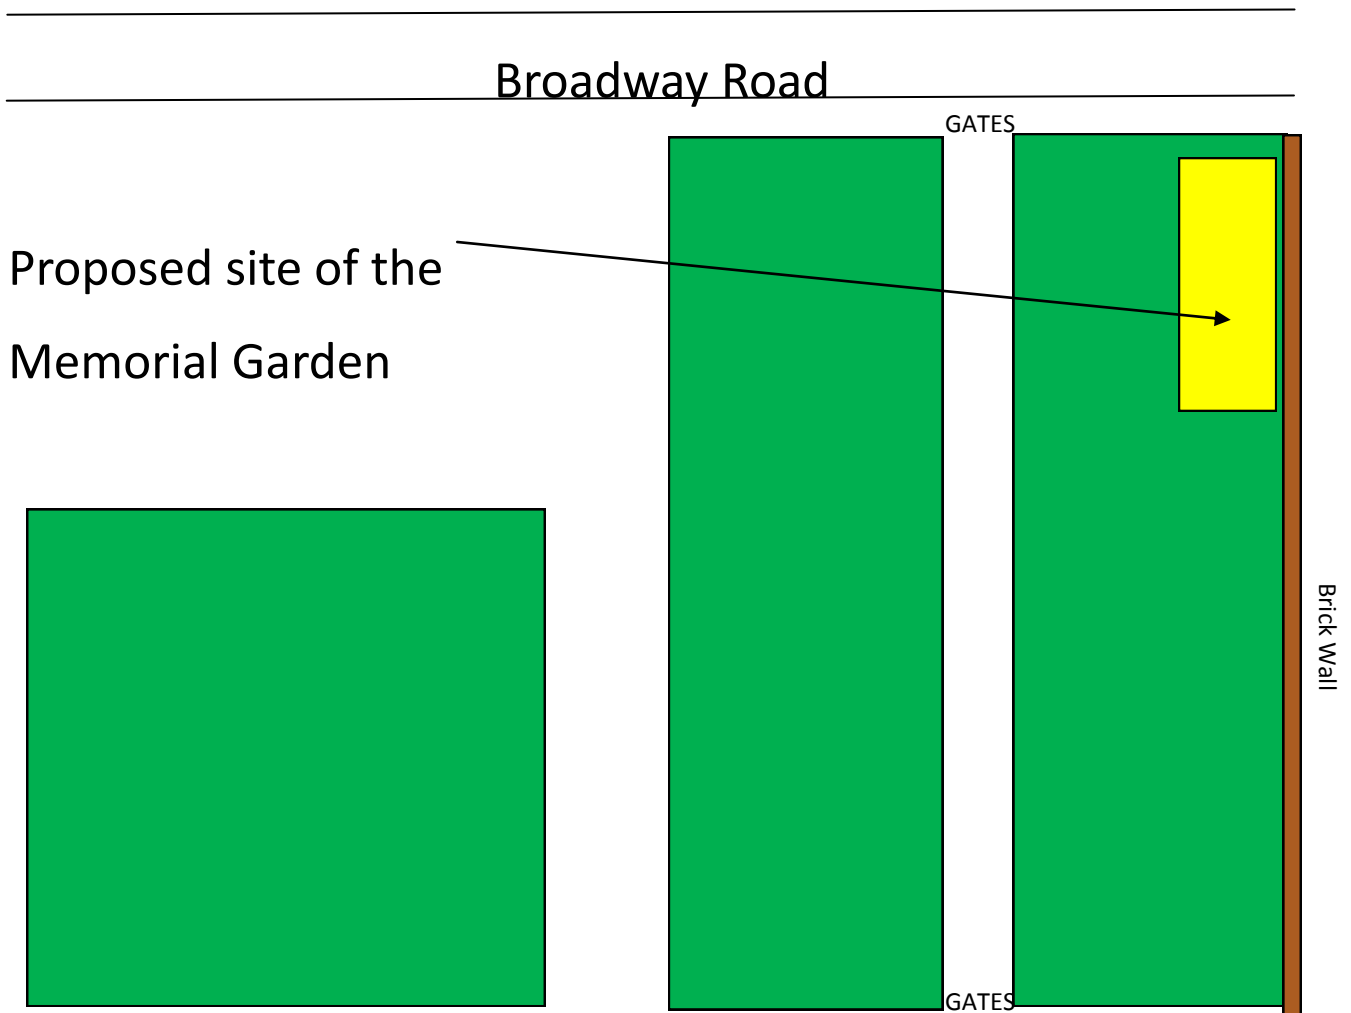 Broadway Road
GATES
Proposed site of the
Memorial Garden
Brick Wall
GATES